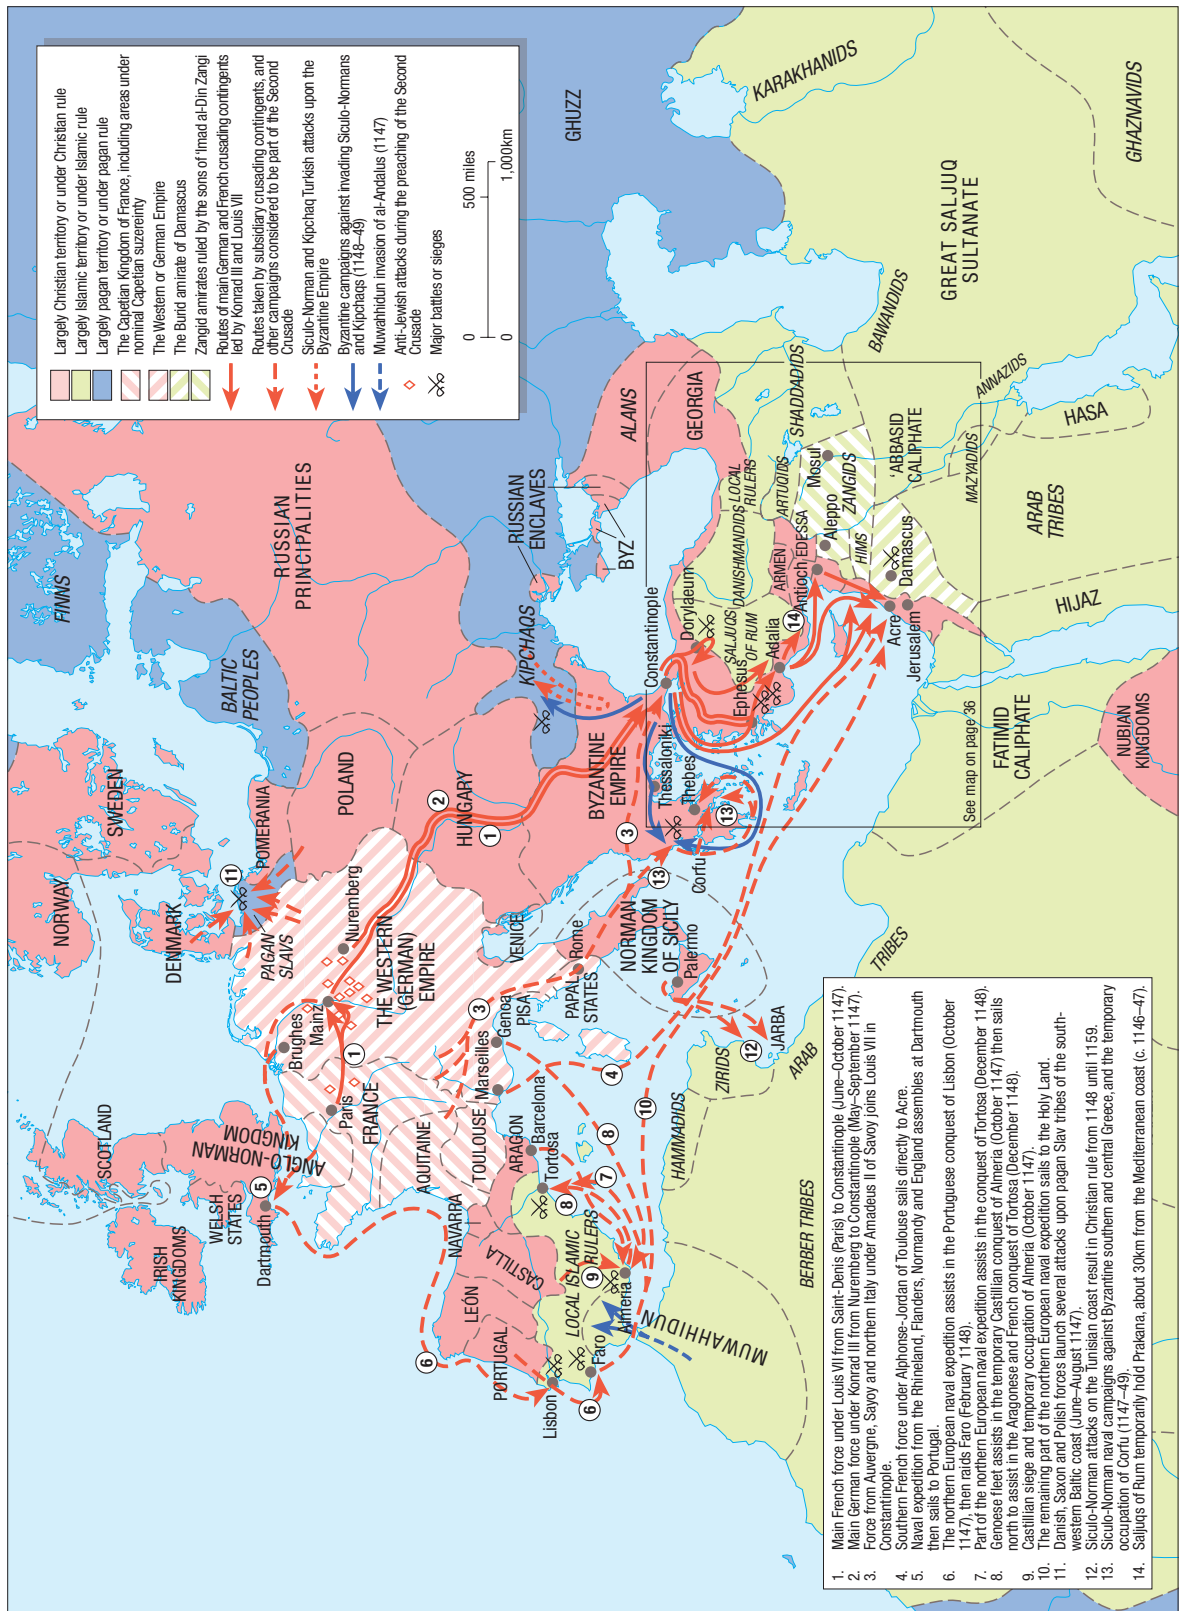 Largely Christian territory or under Christian rule
Largely Islamic territory or under Islamic rule
Largely pagan territory or under pagan rule
The Capetian Kingdom of France, including areas under
nominal Capetian suzereinty
The Western or German Empire
The Burid amirate of Damascus
Zangid amirates ruled by the sons of 'Imad al-Din Zangi
Routes of main German and French crusading contingents
led by Konrad III and Louis VII
Routes taken by subsidiary crusading contingents, and
other campaigns considered to be part of the Second
Crusade
Siculo-Norman and Kipchaq Turkish attacks upon the
Byzantine Empire
Byzantine campaigns against invading Siculo-Normans
and Kipchaqs (1148–49)
Muwahhidun invasion of al-Andalus (1147)
Anti-Jewish attacks during the preaching of the Second
Crusade
Major battles or sieges
0
500 miles
0
1,000km
NORWAY
SWEDEN
FINNS
DENMARK
11
POMERANIA
BALTIC
PEOPLES
PAGAN
SLAVS
RUSSIAN
PRINCIPALITIES
POLAND
SCOTLAND
IRISH
KINGDOMS
WELSH
STATES
ANGLO-NORMAN
KINGDOM
Dartmouth
5
Brughes
Mainz
Nuremberg
THE WESTERN
(GERMAN)
EMPIRE
1
Paris
FRANCE
AQUITAINE
TOULOUSE
Marseilles
Genoa
PISA
VENICE
3
PAPAL
STATES
Rome
HUNGARY
2
1
KIPCHAQS
RUSSIAN
ENCLAVES
BYZ
ALANS
GEORGIA
GHUZZ
KARAKHANIDS
GHAZNAVIDS
GREAT SALJUQ
SULTANATE
BAWANDIDS
SHADDADIDS
ANNAZIDS
HASA
MAZYADIDS
'ABBASID
CALIPHATE
ARAB
TRIBES
HIJAZ
NAVARRA
ARAGON
Barcelona
Tortosa
CASTILLA
LEÓN
PORTUGAL
Lisbon
LOCAL ISLAMIC
RULERS
Faro
Almeria
MUWAHHIDUN
6
6
7
8
8
9
10
4
NORMAN
KINGDOM
OF SICILY
Palermo
JARBA
12
ZIRIDS
HAMMADIDS
BERBER TRIBES
ARAB
TRIBES
BYZANTINE
EMPIRE
3
13
13
Corfu
Thessaloniki
Thebes
Constantinople
Dorylaeum
Ephesus
SALJUQS
OF RUM
Adalia
14
DANISHMANDIDS
LOCAL
RULERS
ARTUQIDS
ARMEN
EDESSA
Antioch
Aleppo
Mosul
ZANGIDS
HIMS
Damascus
Acre
Jerusalem
FATIMID
CALIPHATE
NUBIAN
KINGDOMS
See map on page 36
1. Main French force under Louis VII from Saint-Denis (Paris) to Constantinople (June–October 1147).
2. Main German force under Konrad III from Nuremberg to Constantinople (May–September 1147).
3. Force from Auvergne, Savoy and northern Italy under Amadeus II of Savoy joins Louis VII in
Constantinople.
4. Southern French force under Alphonse-Jordan of Toulouse sails directly to Acre.
5. Naval expedition from the Rhineland, Flanders, Normandy and England assembles at Dartmouth
then sails to Portugal.
6. The northern European naval expedition assists in the Portuguese conquest of Lisbon (October
1147), then raids Faro (February 1148).
7. Part of the northern European naval expedition assists in the conquest of Tortosa (December 1148).
8. Genoese fleet assists in the temporary Castillian conquest of Almería (October 1147) then sails
north to assist in the Aragonese and French conquest of Tortosa (December 1148).
9. Castillian siege and temporary occupation of Almería (October 1147).
10. The remaining part of the northern European naval expedition sails to the Holy Land.
11. Danish, Saxon and Polish forces launch several attacks upon pagan Slav tribes of the south-
western Baltic coast (June–August 1147).
12. Siculo-Norman attacks on the Tunisian coast result in Christian rule from 1148 until 1159.
13. Siculo-Norman naval campaigns against Byzantine southern and central Greece, and the temporary
occupation of Corfu (1147–49).
14. Saljuqs of Rum temporarily hold Prakana, about 30km from the Mediterranean coast (c. 1146–47).